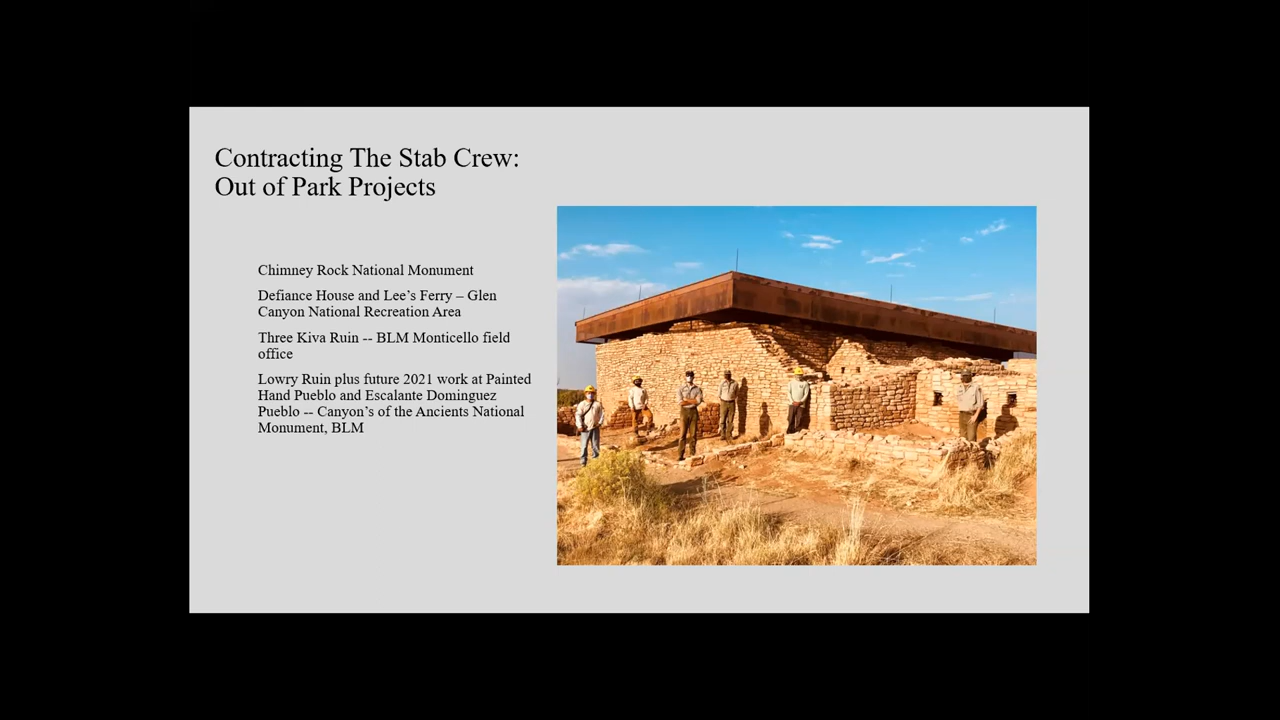 Contracting The Stab Crew:
Out of Park Projects
Chimney Rock National Monument
Defiance House and Lee’s Ferry – Glen
Canyon National Recreation Area
Three Kiva Ruin -- BLM Monticello field
office
Lowry Ruin plus future 2021 work at Painted
Hand Pueblo and Escalante Dominguez
Pueblo -- Canyon’s of the Ancients National
Monument, BLM